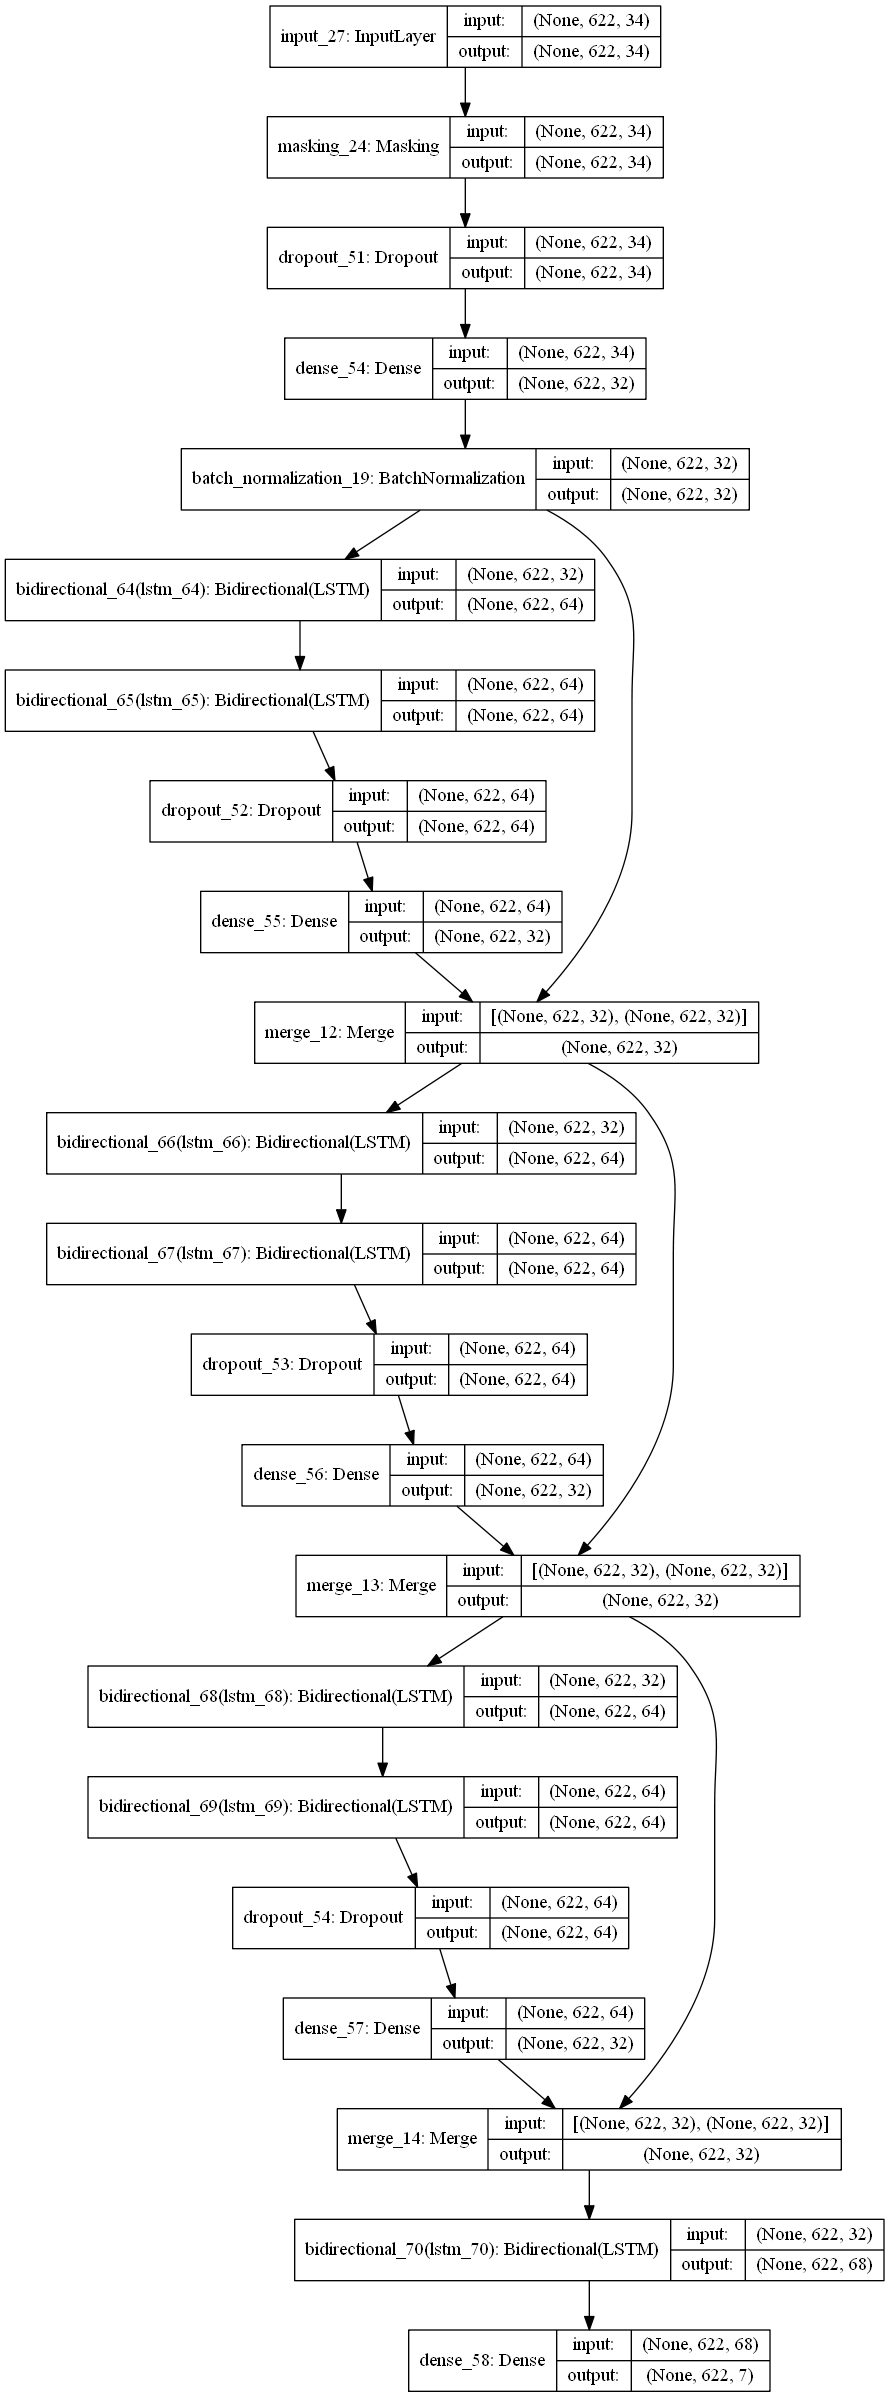 input_27: InputLayer
input: (None, 622, 34)
output: (None, 622, 34)
masking_24: Masking
input: (None, 622, 34)
output: (None, 622, 34)
dropout_51: Dropout
input: (None, 622, 34)
output: (None, 622, 34)
dense_54: Dense
input: (None, 622, 34)
output: (None, 622, 32)
batch_normalization_19: BatchNormalization
input: (None, 622, 32)
output: (None, 622, 32)
bidirectional_64(lstm_64): Bidirectional(LSTM)
input: (None, 622, 32)
output: (None, 622, 64)
bidirectional_65(lstm_65): Bidirectional(LSTM)
input: (None, 622, 64)
output: (None, 622, 64)
dropout_52: Dropout
input: (None, 622, 64)
output: (None, 622, 64)
dense_55: Dense
input: (None, 622, 64)
output: (None, 622, 32)
merge_12: Merge
input: [(None, 622, 32), (None, 622, 32)]
output: (None, 622, 32)
bidirectional_66(lstm_66): Bidirectional(LSTM)
input: (None, 622, 32)
output: (None, 622, 64)
bidirectional_67(lstm_67): Bidirectional(LSTM)
input: (None, 622, 64)
output: (None, 622, 64)
dropout_53: Dropout
input: (None, 622, 64)
output: (None, 622, 64)
dense_56: Dense
input: (None, 622, 64)
output: (None, 622, 32)
merge_13: Merge
input: [(None, 622, 32), (None, 622, 32)]
output: (None, 622, 32)
bidirectional_68(lstm_68): Bidirectional(LSTM)
input: (None, 622, 32)
output: (None, 622, 64)
bidirectional_69(lstm_69): Bidirectional(LSTM)
input: (None, 622, 64)
output: (None, 622, 64)
dropout_54: Dropout
input: (None, 622, 64)
output: (None, 622, 64)
dense_57: Dense
input: (None, 622, 64)
output: (None, 622, 32)
merge_14: Merge
input: [(None, 622, 32), (None, 622, 32)]
output: (None, 622, 32)
bidirectional_70(lstm_70): Bidirectional(LSTM)
input: (None, 622, 32)
output: (None, 622, 68)
dense_58: Dense
input: (None, 622, 68)
output: (None, 622, 7)